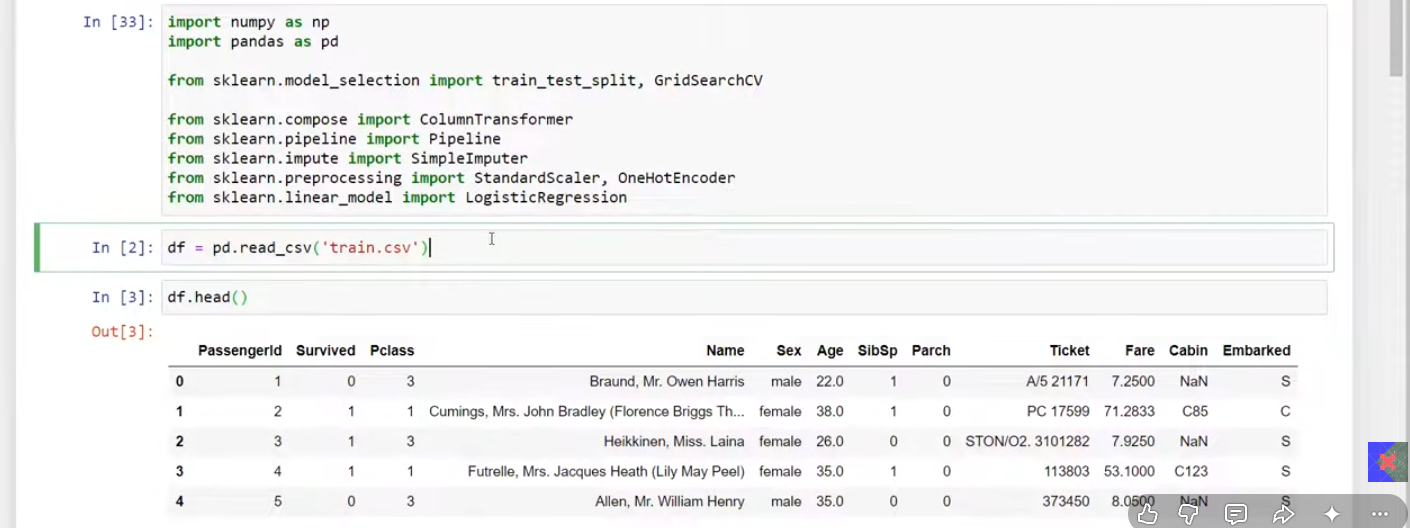 In [33]: import numpy as np
import pandas as pd
from sklearn.model_selection import train_test_split, GridSearchCV
from sklearn.compose import ColumnTransformer
from sklearn.pipeline import Pipeline
from sklearn.impute import SimpleImputer
from sklearn.preprocessing import StandardScaler, OneHotEncoder
from sklearn.linear_model import LogisticRegression
In [2]: df = pd.read_csv('train.csv')
In [3]: df.head()
Out[3]:
PassengerId Survived Pclass Name Sex Age SibSp Parch Ticket Fare Cabin Embarked
0 1 0 3 Braund, Mr. Owen Harris male 22.0 1 0 A/5 21171 7.2500 NaN S
1 2 1 1 Cumings, Mrs. John Bradley (Florence Briggs Th... female 38.0 1 0 PC 17599 71.2833 C85 C
2 3 1 3 Heikkinen, Miss. Laina female 26.0 0 0 STON/O2. 3101282 7.9250 NaN S
3 4 1 1 Futrelle, Mrs. Jacques Heath (Lily May Peel) female 35.0 1 0 113803 53.1000 C123 S
4 5 0 3 Allen, Mr. William Henry male 35.0 0 0 373450 8.0500 NaN S